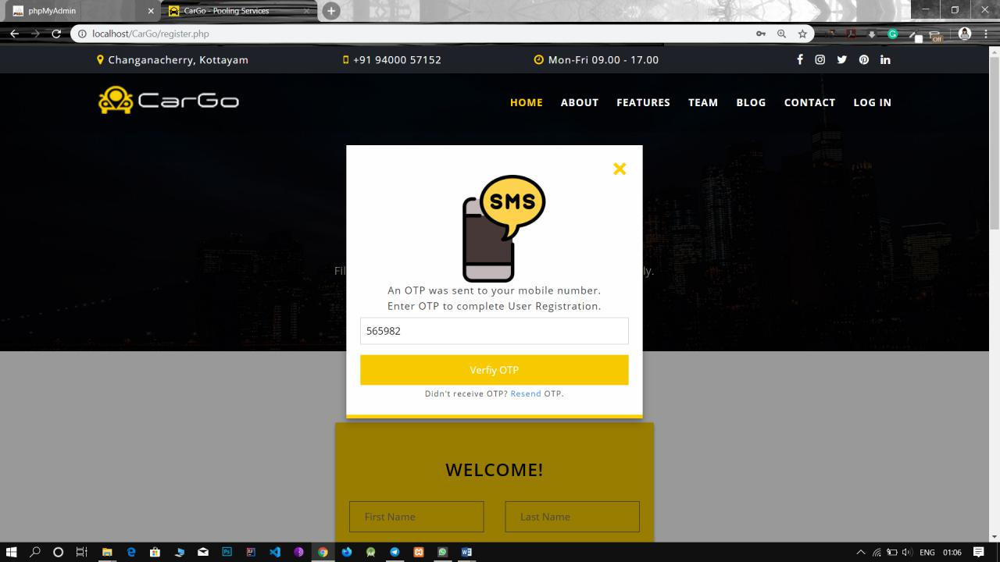 phpMyAdmin
CarGo - Pooling Services
localhost/CarGo/register.php
Off
Changanacherry, Kottayam
+91 94000 57152
Mon-Fri 09.00 - 17.00
CarGo
HOME ABOUT FEATURES TEAM BLOG CONTACT LOG IN
SMS
Fil
ly.
An OTP was sent to your mobile number.
Enter OTP to complete User Registration.
565982
Verfiy OTP
Didn't receive OTP? Resend OTP.
WELCOME!
First Name
Last Name
ENG 01:06